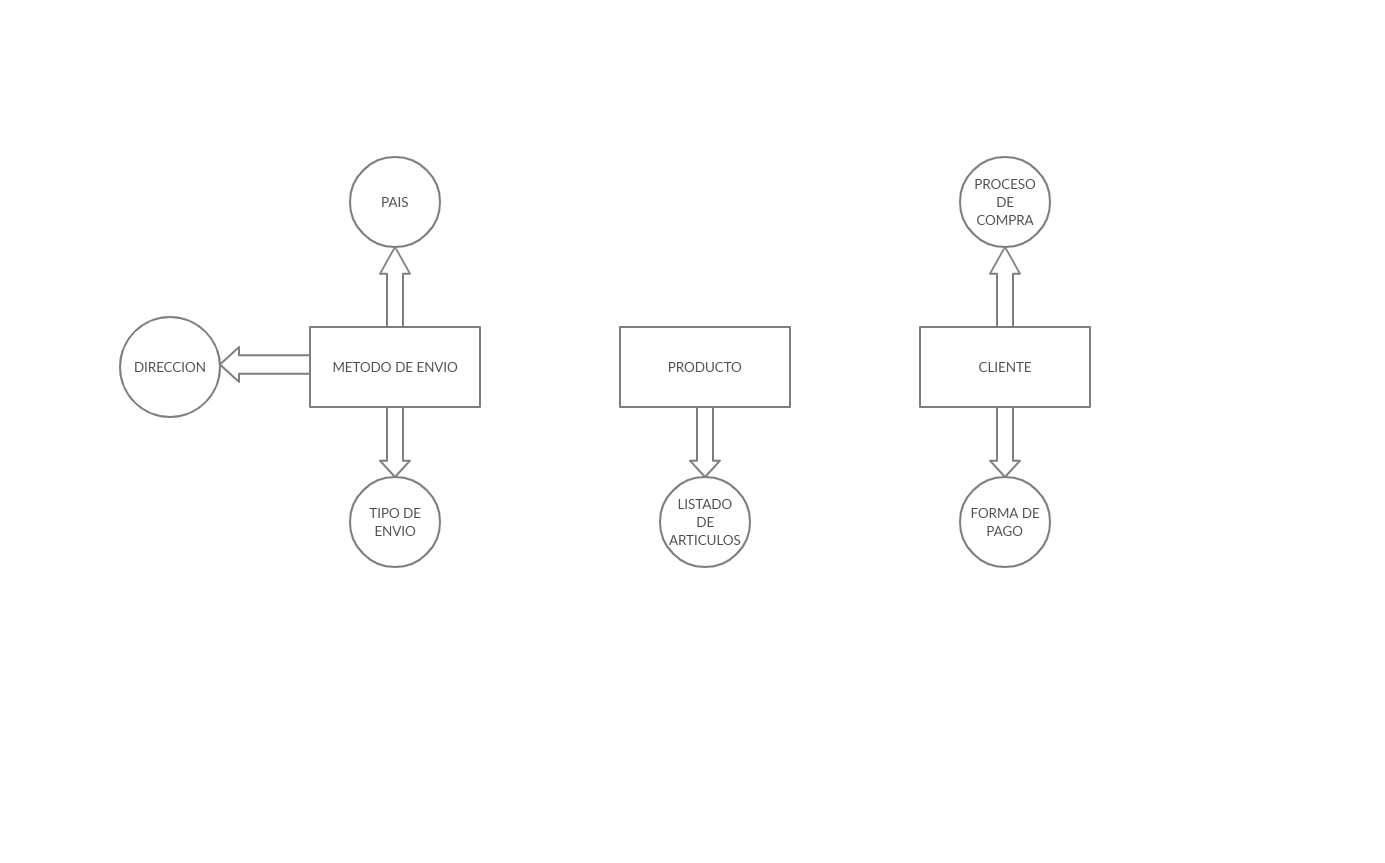 PAIS
PROCESO
DE
COMPRA
DIRECCION
METODO DE ENVIO
PRODUCTO
CLIENTE
TIPO DE
ENVIO
LISTADO
DE
ARTICULOS
FORMA DE
PAGO